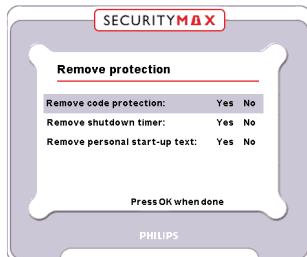 SECURITYMAX
Remove protection
Remove code protection: Yes No
Remove shutdown timer: Yes No
Remove personal start-up text: Yes No
Press OK when done
PHILIPS